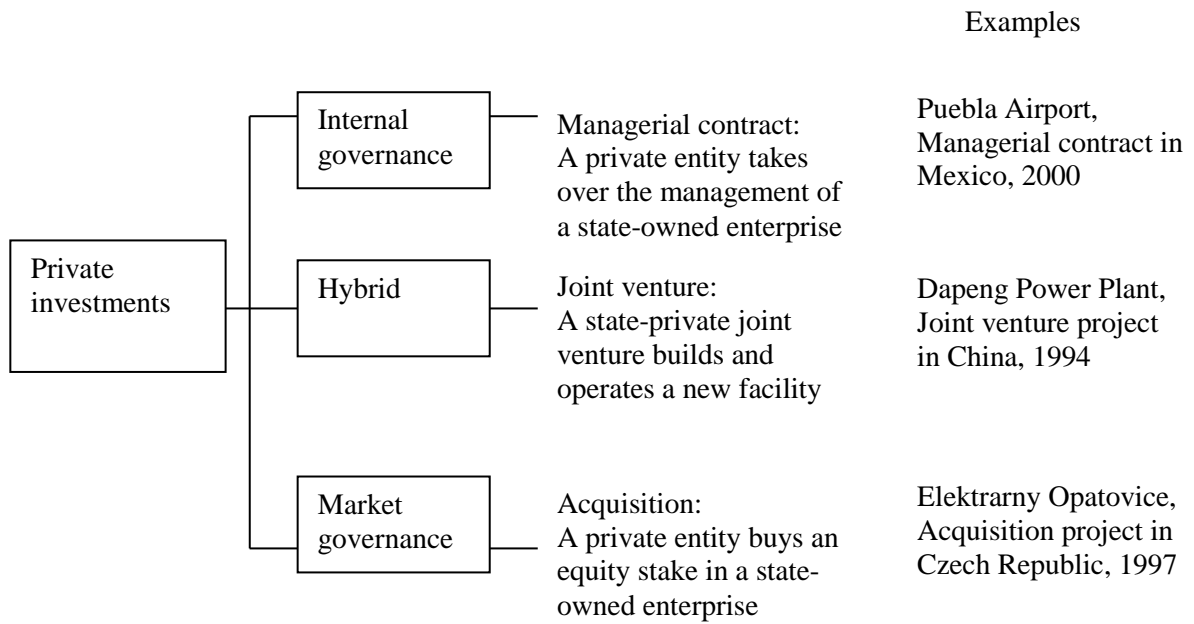 Examples
Internal
governance
Managerial contract:
A private entity takes
over the management of
a state-owned enterprise
Puebla Airport,
Managerial contract in
Mexico, 2000
Private
investments
Hybrid
Joint venture:
A state-private joint
venture builds and
operates a new facility
Dapeng Power Plant,
Joint venture project
in China, 1994
Market
governance
Acquisition:
A private entity buys an
equity stake in a state-
owned enterprise
Elektrarny Opatovice,
Acquisition project in
Czech Republic, 1997